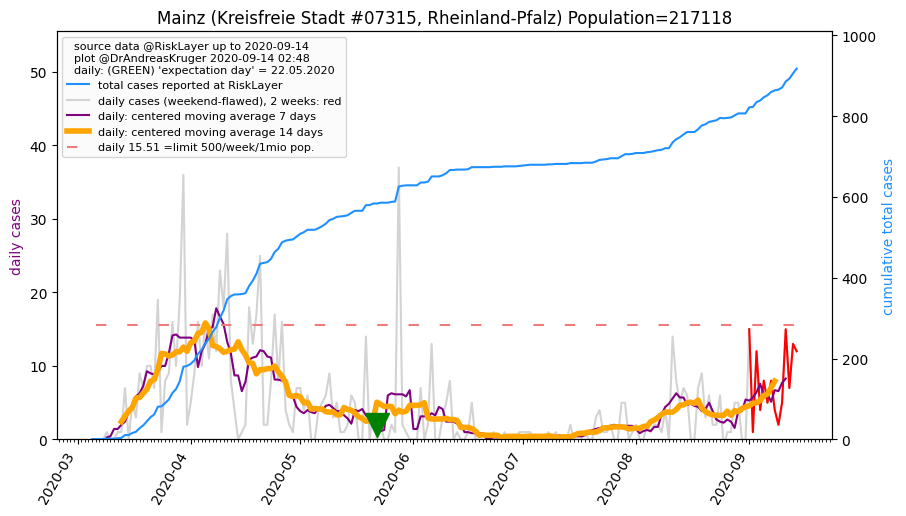 Mainz (Kreisfreie Stadt #07315, Rheinland-Pfalz) Population=217118
source data @RiskLayer up to 2020-09-14
plot @DrAndreasKruger 2020-09-14 02:48
daily: (GREEN) 'expectation day' = 22.05.2020
total cases reported at RiskLayer
daily cases (weekend-flawed), 2 weeks: red
daily: centered moving average 7 days
daily: centered moving average 14 days
daily 15.51 =limit 500/week/1mio pop.
daily cases
50
40
30
20
10
0
cumulative total cases
1000
800
600
400
200
0
2020-03
2020-04
2020-05
2020-06
2020-07
2020-08
2020-09